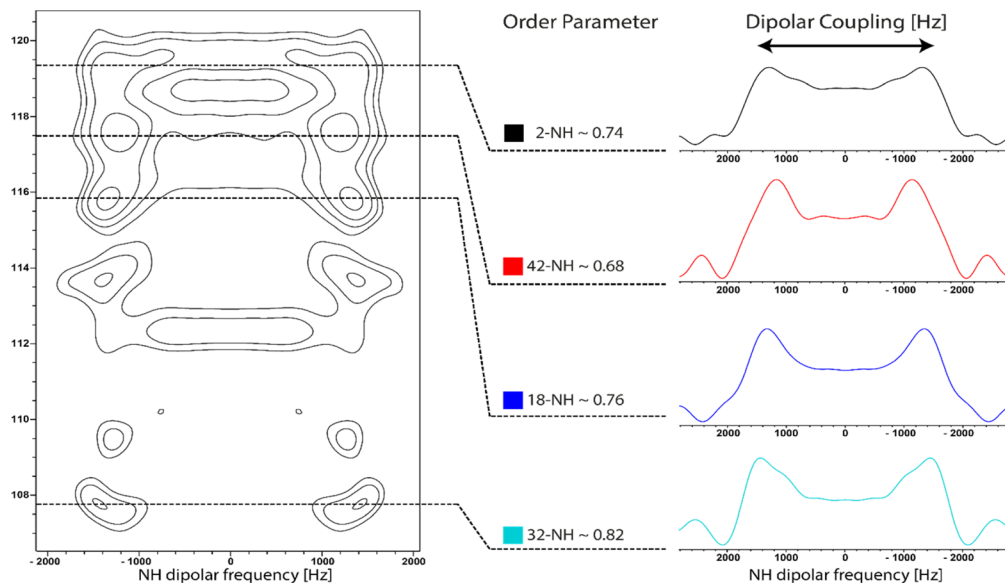 Order Parameter
Dipolar Coupling [Hz]
120
118
116
114
112
110
108
- 2000 - 1000 0 1000 2000
NH dipolar frequency [Hz]
2-NH ~ 0.74
2000 1000 0 - 1000 - 2000
42-NH ~ 0.68
2000 1000 0 - 1000 - 2000
18-NH ~ 0.76
2000 1000 0 - 1000 - 2000
32-NH ~ 0.82
2000 1000 0 - 1000 - 2000
NH dipolar frequency [Hz]